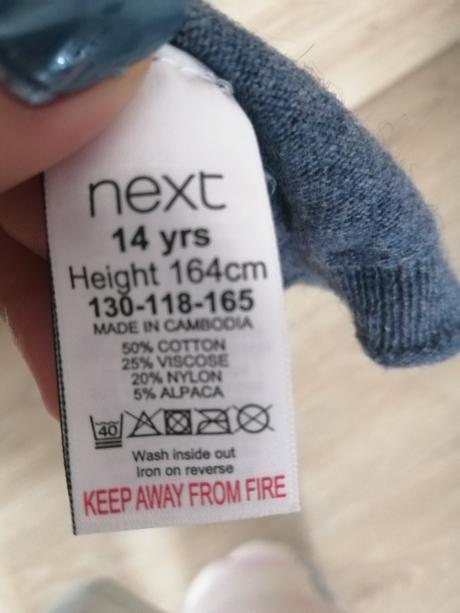 next
14 yrs
Height 164cm
130-118-165
MADE IN CAMBODIA
50% COTTON
25% VISCOSE
20% NYLON
5% ALPACA
40
Wash inside out
Iron on reverse
KEEP AWAY FROM FIRE